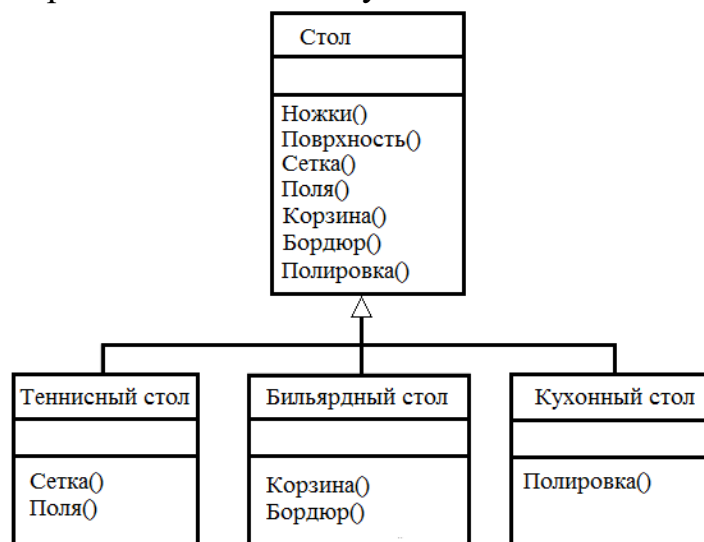 Стол
Ножки()
Поврхность()
Сетка()
Поля()
Корзина()
Бордюр()
Полировка()
Теннисный стол
Сетка()
Поля()
Бильярдный стол
Корзина()
Бордюр()
Кухонный стол
Полировка()